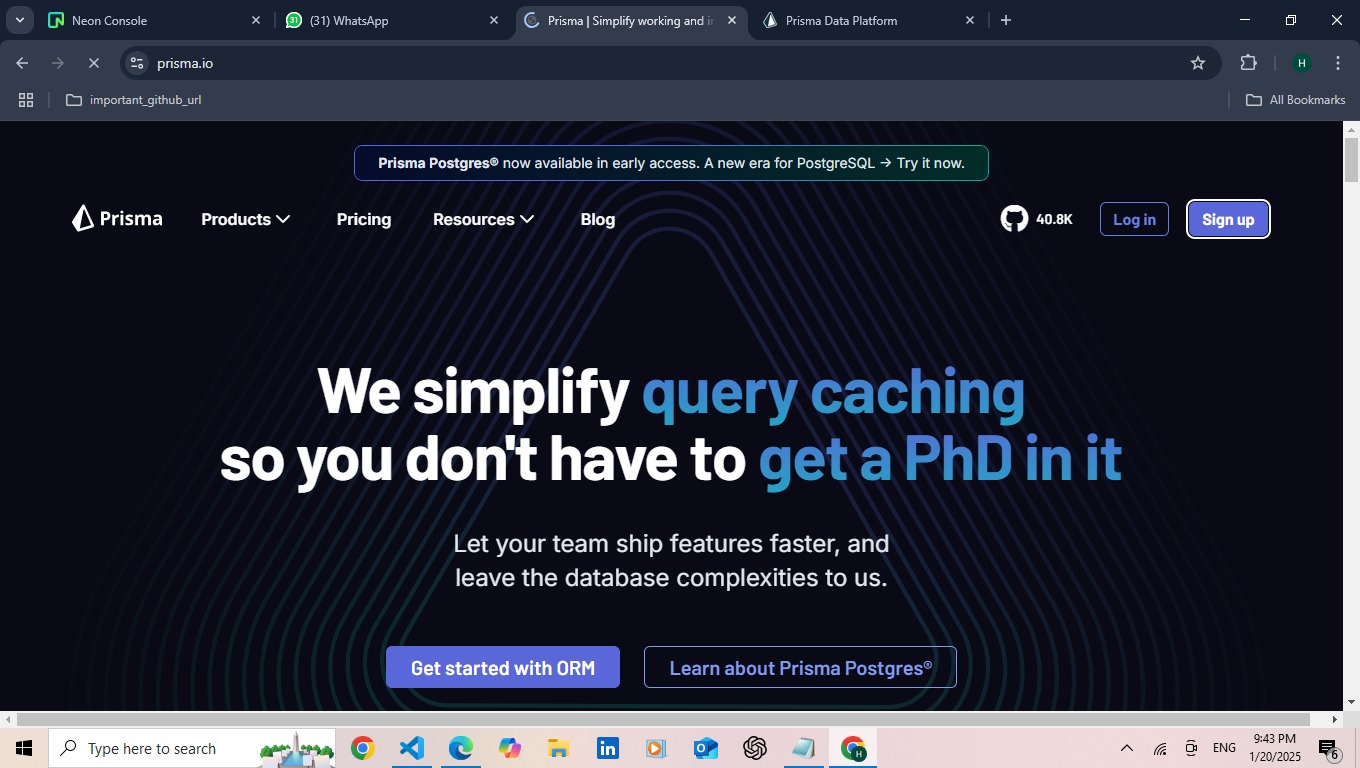 Neon Console
31
(31) WhatsApp
Prisma | Simplify working and in
Prisma Data Platform
prisma.io
H
important_github_url
All Bookmarks
Prisma Postgres® now available in early access. A new era for PostgreSQL → Try it now.
Prisma
Products
Pricing
Resources
Blog
40.8K
Log in
Sign up
We simplify query caching
so you don't have to get a PhD in it
Let your team ship features faster, and
leave the database complexities to us.
Get started with ORM
Learn about Prisma Postgres®
Type here to search
H
ENG
9:43 PM
1/20/2025
6